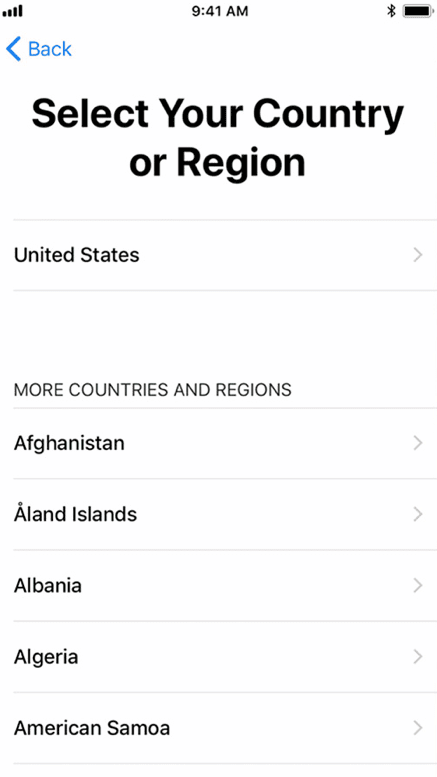 9:41 AM
Back
Select Your Country
or Region
United States
MORE COUNTRIES AND REGIONS
Afghanistan
Åland Islands
Albania
Algeria
American Samoa